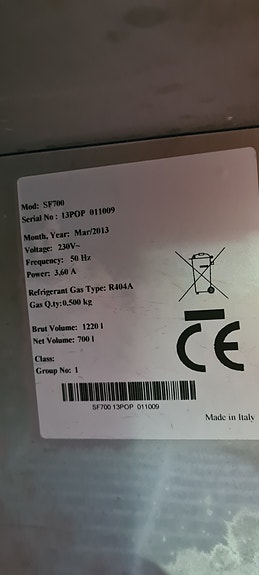 Mod: SF700
Serial No : 13POP 011009
Month, Year: Mar/2013
Voltage: 230V~
Frequency: 50 Hz
Power: 3,60 A
Refrigerant Gas Type: R404A
Gas Q.ty:0.500 kg
Brut Volume: 1220 l
Net Volume: 700 l
Class:
Group No: 1
CE
SF700 13POP 011009
Made in Italy